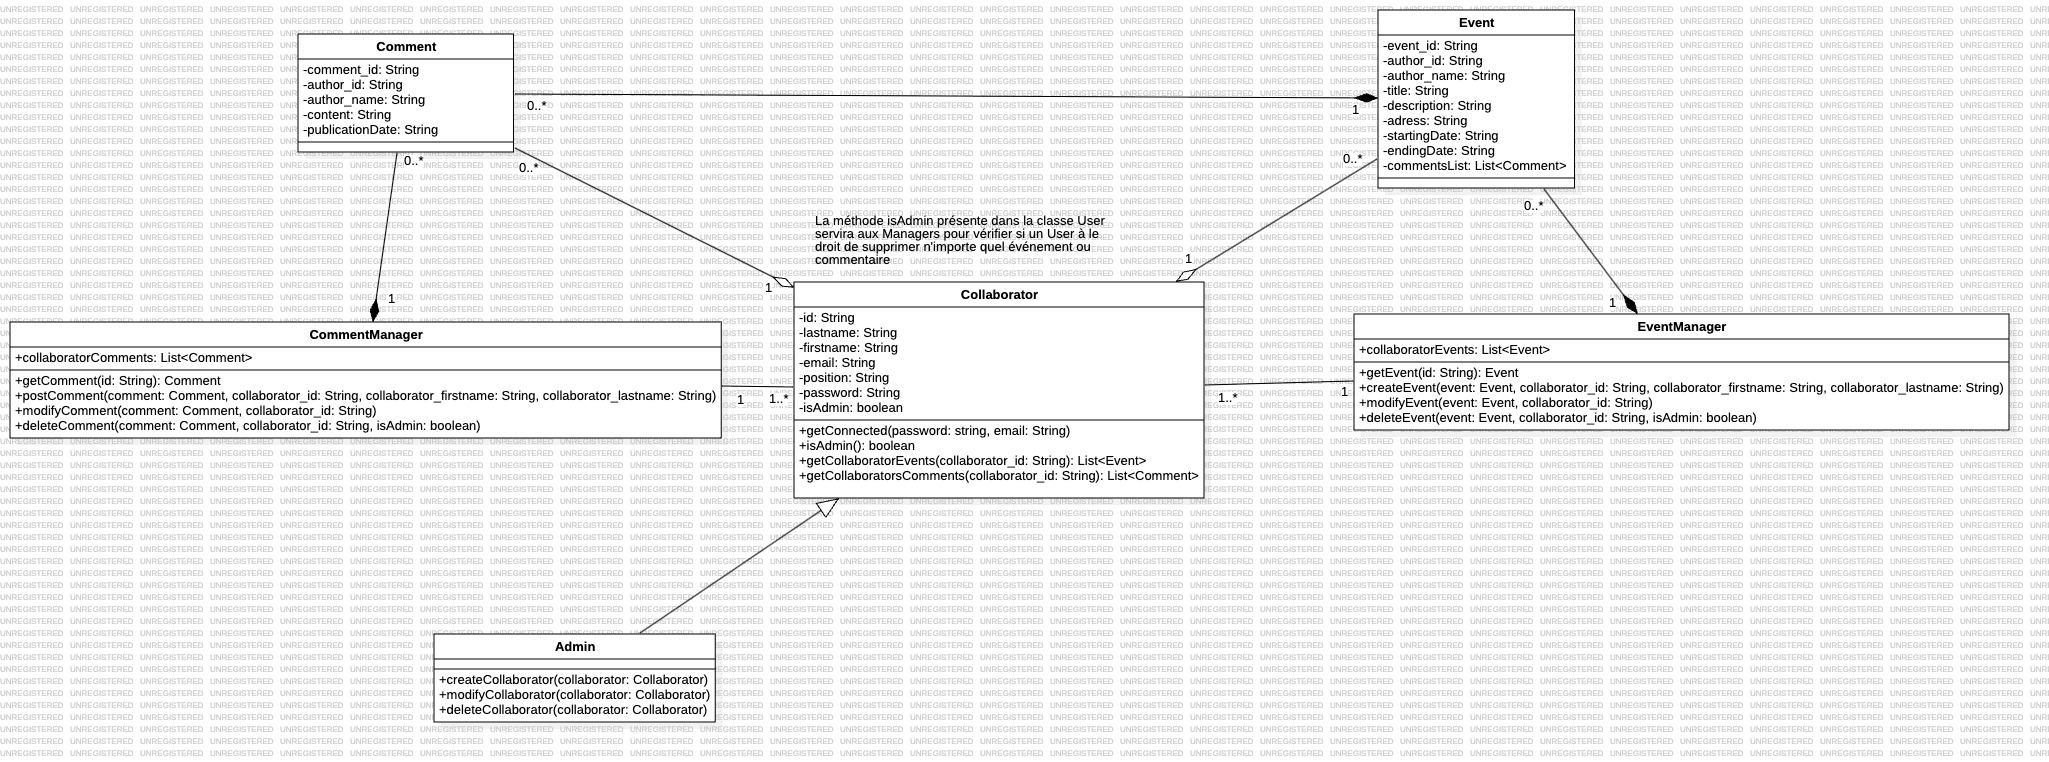 Comment
-comment_id: String
-author_id: String
-author_name: String
-content: String
-publicationDate: String
0..*
1
0..*
0..*
Event
-event_id: String
-author_id: String
-author_name: String
-title: String
-description: String
-adress: String
-startingDate: String
-endingDate: String
-commentsList: List<Comment>
0..*
0..*
La méthode isAdmin présente dans la classe User
servira aux Managers pour vérifier si un User à le
droit de supprimer n'importe quel événement ou
commentaire
1
1
1
1
CommentManager
+collaboratorComments: List<Comment>
+getComment(id: String): Comment
+postComment(comment: Comment, collaborator_id: String, collaborator_firstname: String, collaborator_lastname: String)
+modifyComment(comment: Comment, collaborator_id: String)
+deleteComment(comment: Comment, collaborator_id: String, isAdmin: boolean)
1
1..*
Collaborator
-id: String
-lastname: String
-firstname: String
-email: String
-position: String
-password: String
-isAdmin: boolean
+getConnected(password: string, email: String)
+isAdmin(): boolean
+getCollaboratorEvents(collaborator_id: String): List<Event>
+getCollaboratorsComments(collaborator_id: String): List<Comment>
1..*
1
EventManager
+collaboratorEvents: List<Event>
+getEvent(id: String): Event
+createEvent(event: Event, collaborator_id: String, collaborator_firstname: String, collaborator_lastname: String)
+modifyEvent(event: Event, collaborator_id: String)
+deleteEvent(event: Event, collaborator_id: String, isAdmin: boolean)
Admin
+createCollaborator(collaborator: Collaborator)
+modifyCollaborator(collaborator: Collaborator)
+deleteCollaborator(collaborator: Collaborator)
UNREGISTERED